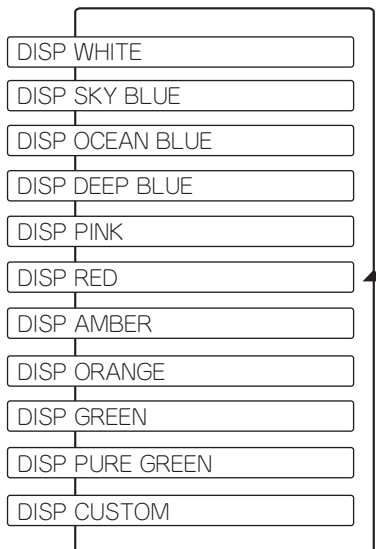 DISP WHITE
DISP SKY BLUE
DISP OCEAN BLUE
DISP DEEP BLUE
DISP PINK
DISP RED
DISP AMBER
DISP ORANGE
DISP GREEN
DISP PURE GREEN
DISP CUSTOM